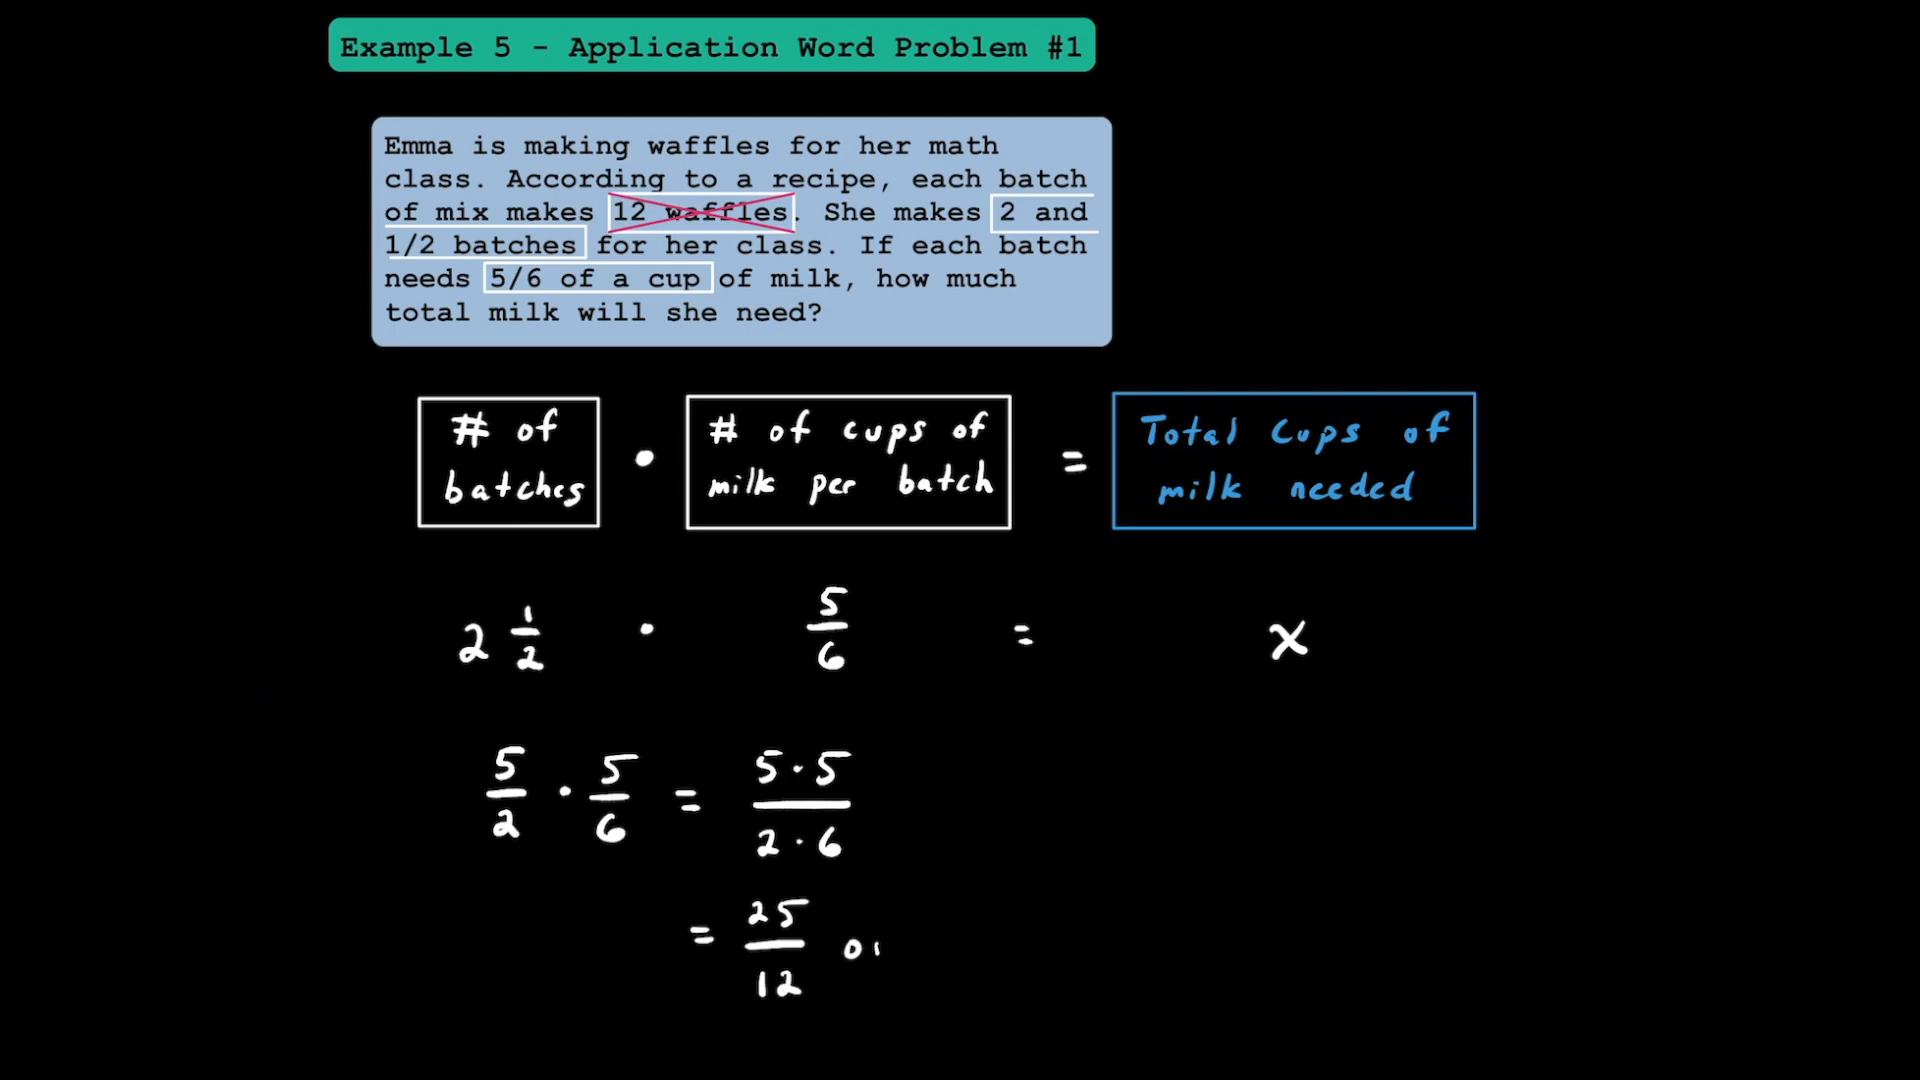 Example 5 - Application Word Problem #1
Emma is making waffles for her math
class. According to a recipe, each batch
of mix makes 12 waffles. She makes 2 and
1/2 batches for her class. If each batch
needs 5/6 of a cup of milk, how much
total milk will she need?
# of batches · # of cups of milk per batch = Total Cups of milk needed
2 1/2 · 5/6 = x
5/2 · 5/6 = 5·5/2·6
= 25/12 o